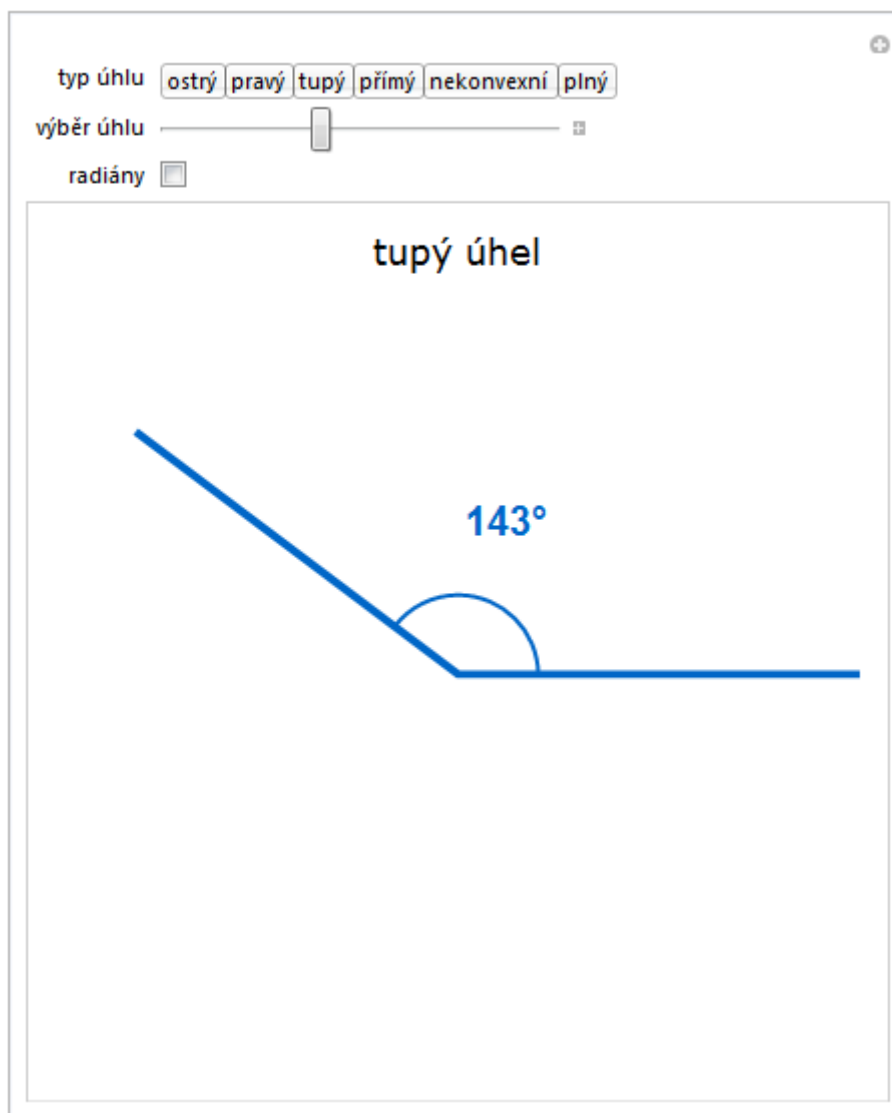 typ úhlu ostrý pravý tupý přímý nekonvexní plný
výběr úhlu
radiány
tupý úhel
143°